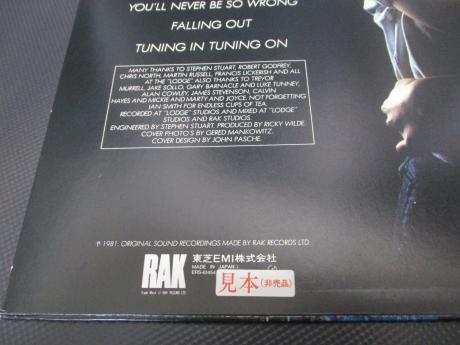 YOU'LL NEVER BE SO WRONG
FALLING OUT
TUNING IN TUNING ON
MANY THANKS TO STEPHEN STUART, ROBERT GODFREY,
CHRIS NORTH, MARTIN RUSSELL, FRANCIS LICKERISH AND ALL
AT THE "LODGE". ALSO THANKS TO TREVOR
MURRELL, JAKE SOLLO, GARY BARNACLE AND LUKE TUNNEY,
ALAN COWLEY, JAMES STEVENSON, CALVIN
HAYES AND MICKIE AND MARTY AND JOYCE. NOT FORGETTING
IAN SMITH FOR ENDLESS CUPS OF TEA.
RECORDED AT "LODGE" STUDIOS AND MIXED AT "LODGE"
STUDIOS AND RAK STUDIOS.
ENGINEERED BY STEPHEN STUART. PRODUCED BY RICKY WILDE.
COVER PHOTO'S BY GERED MANKOWITZ.
COVER DESIGN BY JOHN PASCHE.
℗ 1981. ORIGINAL SOUND RECORDINGS MADE BY RAK RECORDS LTD.
RAK
東芝EMI株式会社
MADE IN JAPAN
見本(非売品)